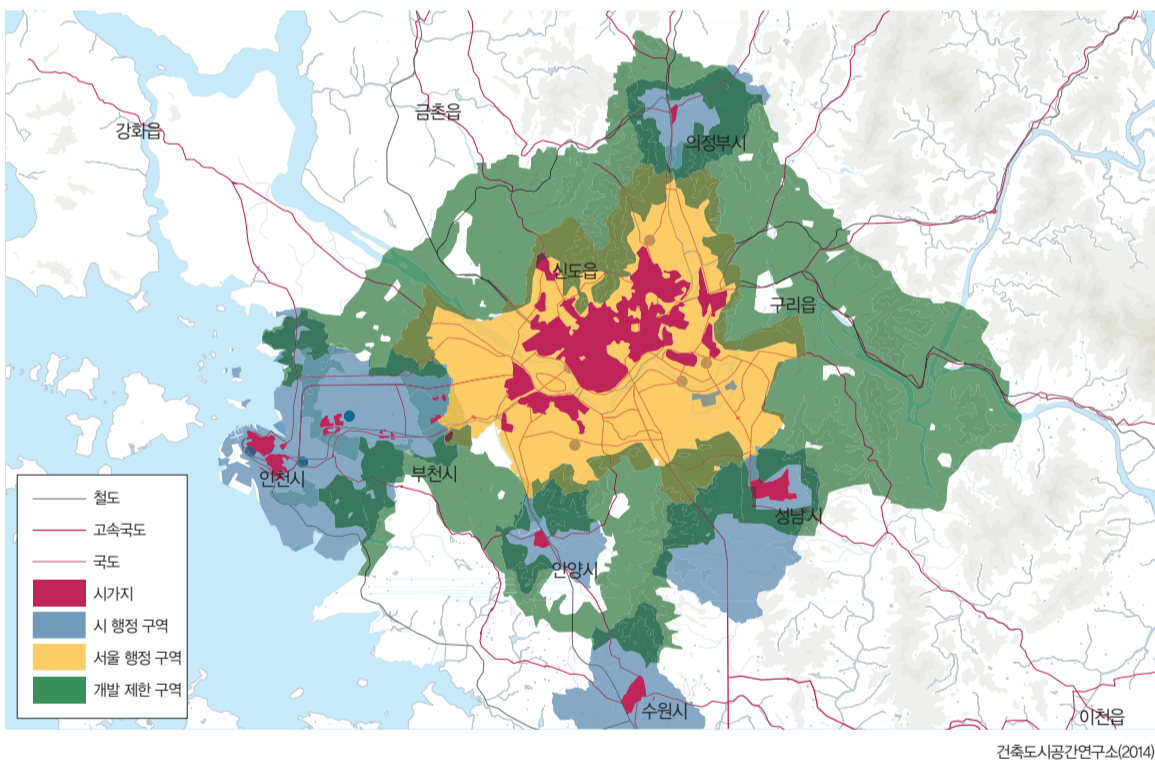 강화읍
금촌읍
의정부시
신도읍
구리읍
인천시
부천시
성남시
안양시
수원시
이천읍
철도
고속국도
국도
시가지
시 행정 구역
서울 행정 구역
개발 제한 구역
건축도시공간연구소(2014)